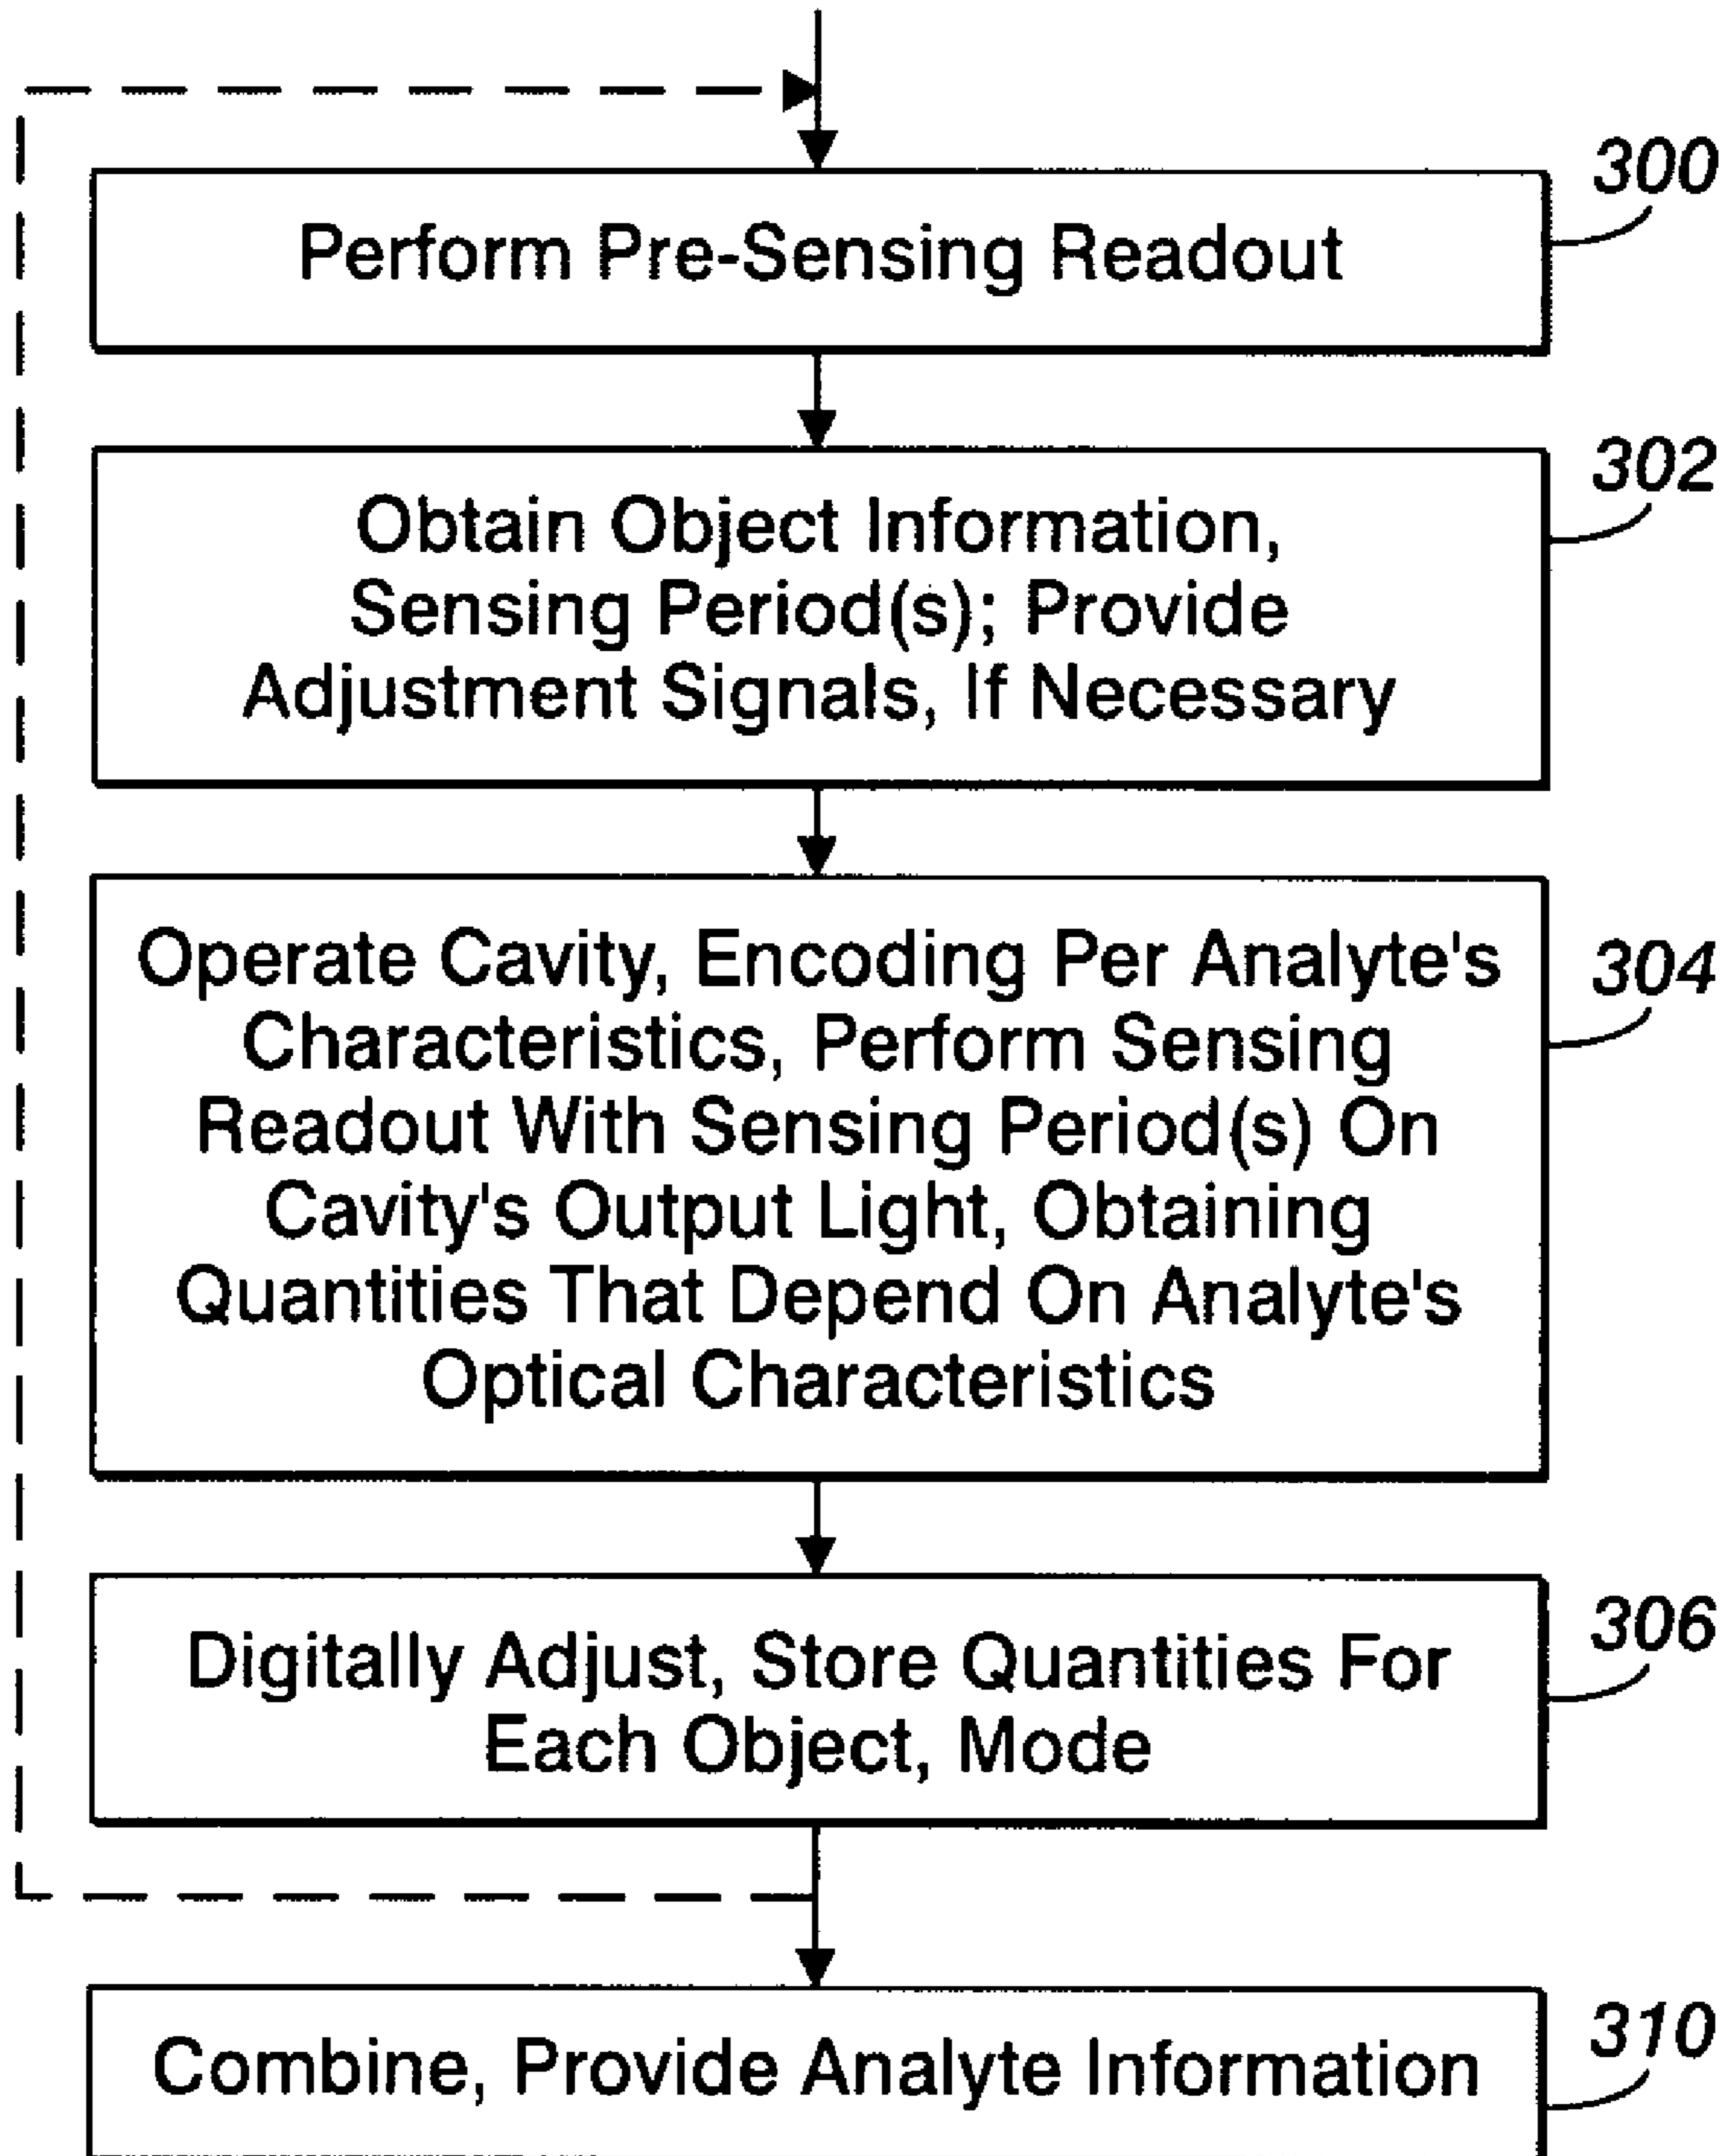 300
Perform Pre-Sensing Readout
302
Obtain Object Information,
Sensing Period(s); Provide
Adjustment Signals, If Necessary
304
Operate Cavity, Encoding Per Analyte's
Characteristics, Perform Sensing
Readout With Sensing Period(s) On
Cavity's Output Light, Obtaining
Quantities That Depend On Analyte's
Optical Characteristics
306
Digitally Adjust, Store Quantities For
Each Object, Mode
310
Combine, Provide Analyte Information